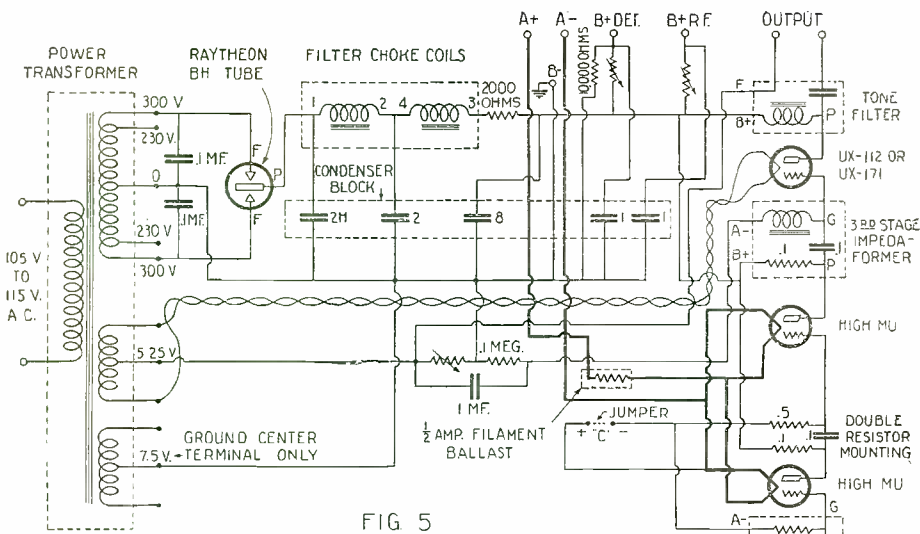 A+
A-
B+DET.
B+R.F.
OUTPUT
POWER
TRANSFORMER
RAYTHEON
BH TUBE
FILTER CHOKE COILS
B-
10000 OHMS
2000
OHMS
300 V
230 V
0
230 V
300 V
.1 MF.
.1MF.
F
P
F
1
2
4
3
CONDENSER
BLOCK
2H
2
8
1
1
F
B+
P
TONE
FILTER
UX-112 OR
UX-171
A-
B+
.1
G
.1
P
3RD STAGE
IMPEDA-
FORMER
105 V
TO
115 V.
A.C.
5.25 V.
.1 MEG.
1 MF.
HIGH MU
1/2 AMP. FILAMENT
BALLAST
JUMPER
+ "C" -
.5
.1
.1
DOUBLE
RESISTOR
MOUNTING
7.5 V.
GROUND CENTER
TERMINAL ONLY
HIGH MU
G
A-
FIG. 5